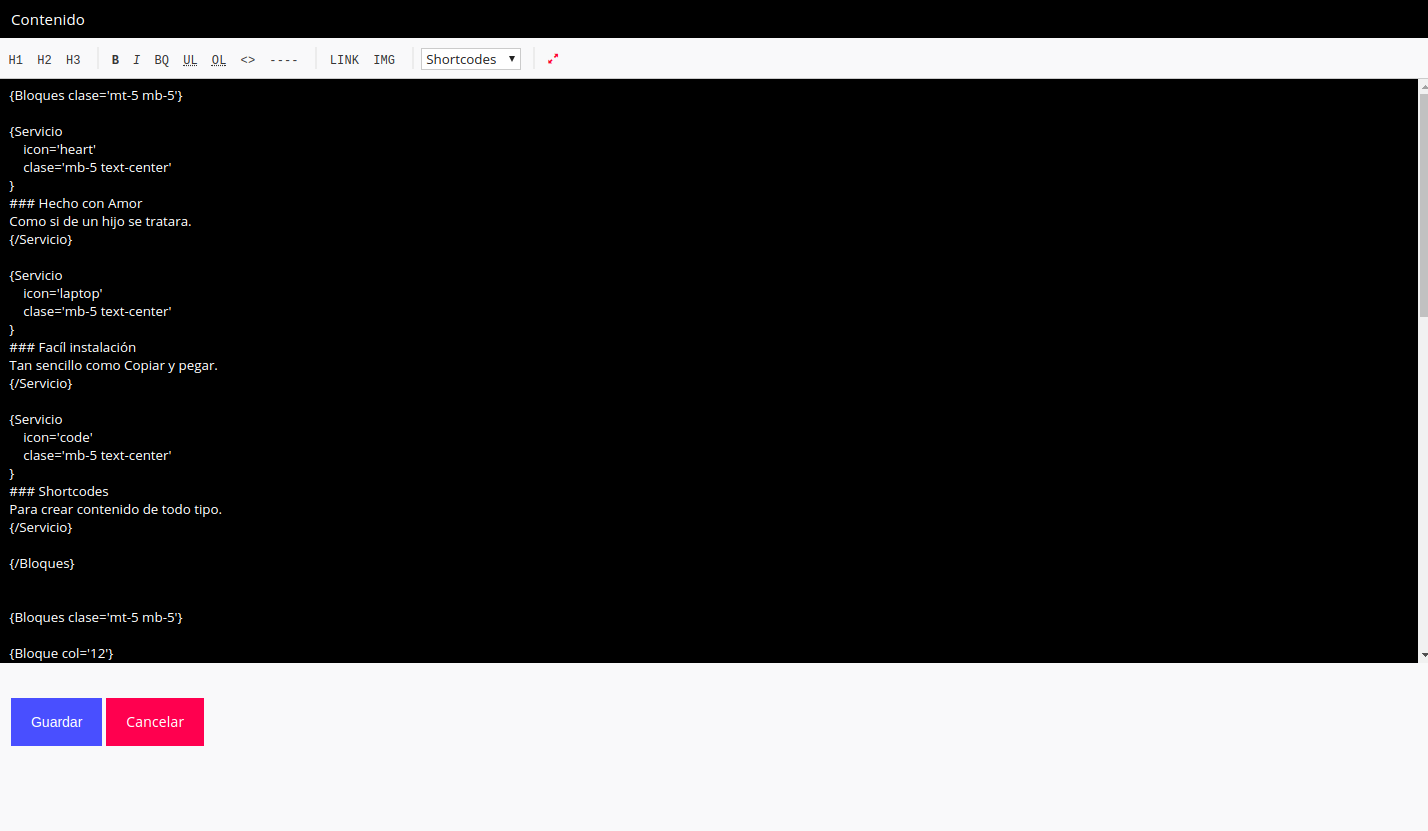 Contenido
H1 H2 H3 B I BQ UL OL <> ---- LINK IMG Shortcodes
{Bloques clase='mt-5 mb-5'}
{Servicio
icon='heart'
clase='mb-5 text-center'
}
### Hecho con Amor
Como si de un hijo se tratara.
{/Servicio}
{Servicio
icon='laptop'
clase='mb-5 text-center'
}
### Facíl instalación
Tan sencillo como Copiar y pegar.
{/Servicio}
{Servicio
icon='code'
clase='mb-5 text-center'
}
### Shortcodes
Para crear contenido de todo tipo.
{/Servicio}
{/Bloques}
{Bloques clase='mt-5 mb-5'}
{Bloque col='12'}
Guardar Cancelar